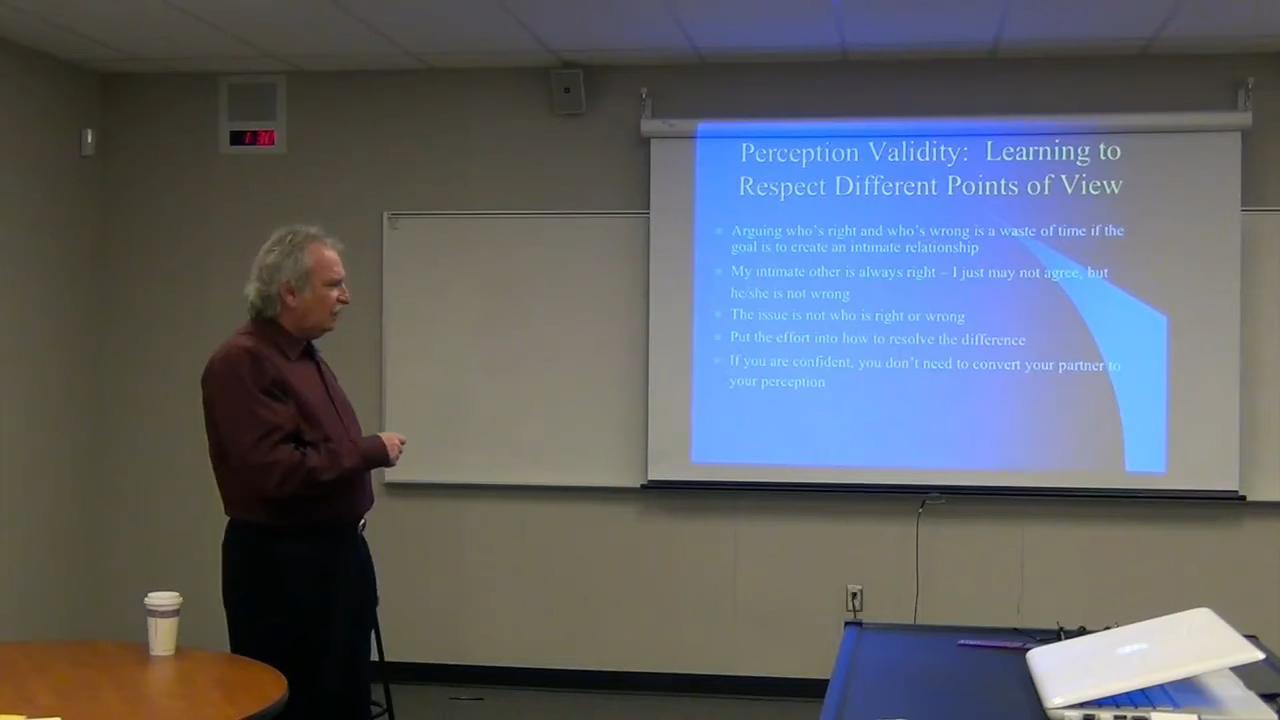 1:30
Perception Validity: Learning to
Respect Different Points of View
Arguing who's right and who's wrong is a waste of time if the
goal is to create an intimate relationship
My intimate other is always right – I just may not agree, but
he/she is not wrong
The issue is not who is right or wrong
Put the effort into how to resolve the difference
If you are confident, you don't need to convert your partner to
your perception